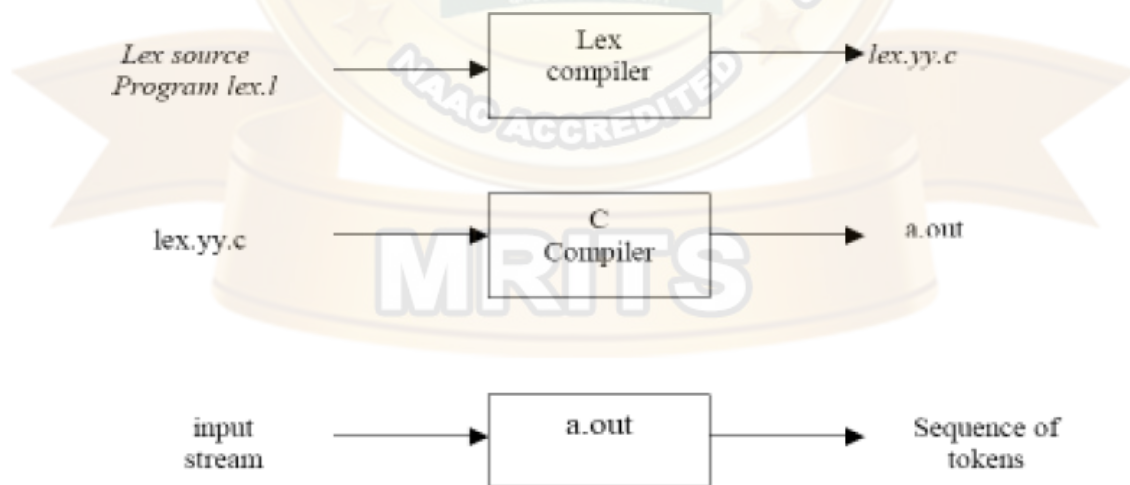 Lex source
Program lex.l
Lex
compiler
lex.yy.c
NAAC ACCREDITED
lex.yy.c
C
Compiler
a.out
MRITS
input
stream
a.out
Sequence of
tokens